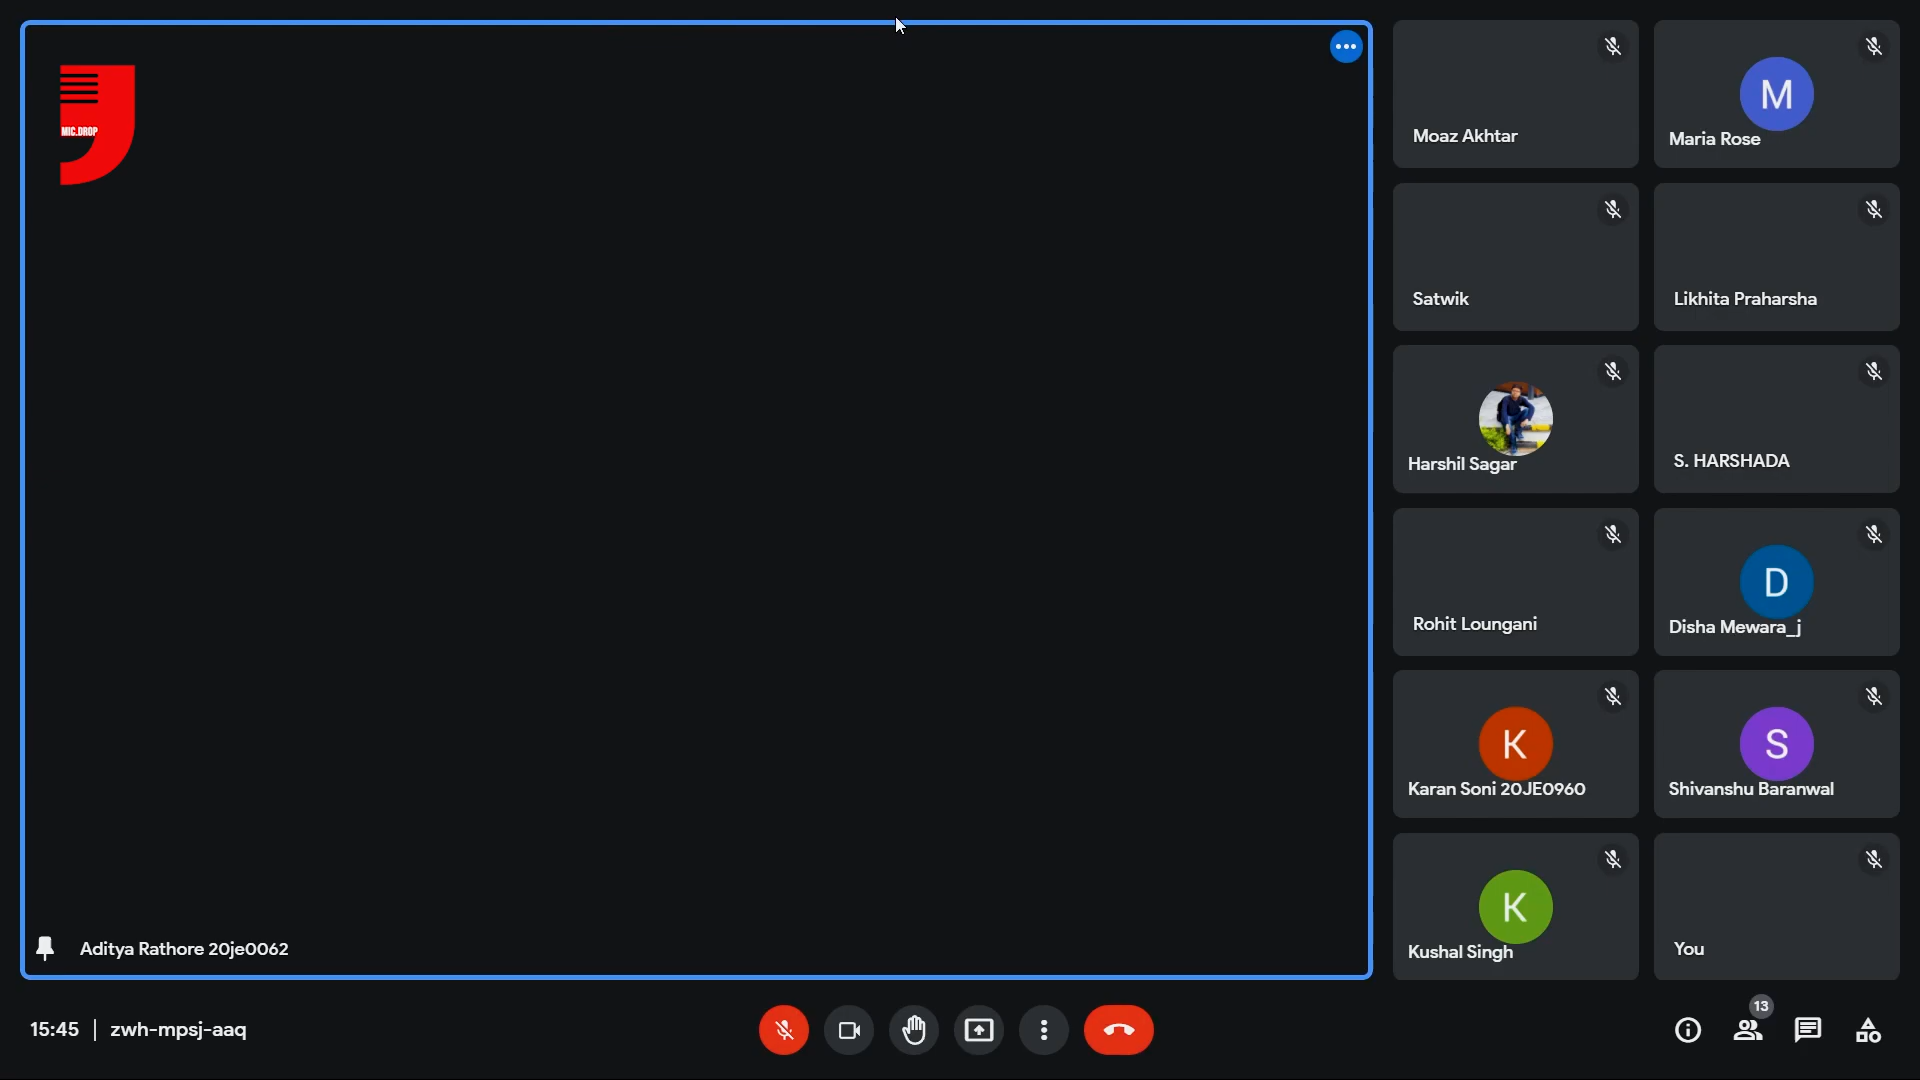 MIC.DROP
Aditya Rathore 20je0062
Moaz Akhtar
M
Maria Rose
Satwik
Likhita Praharsha
Harshil Sagar
S. HARSHADA
Rohit Loungani
D
Disha Mewara_j
K
Karan Soni 20JE0960
S
Shivanshu Baranwal
K
Kushal Singh
You
15:45 | zwh-mpsj-aaq
13